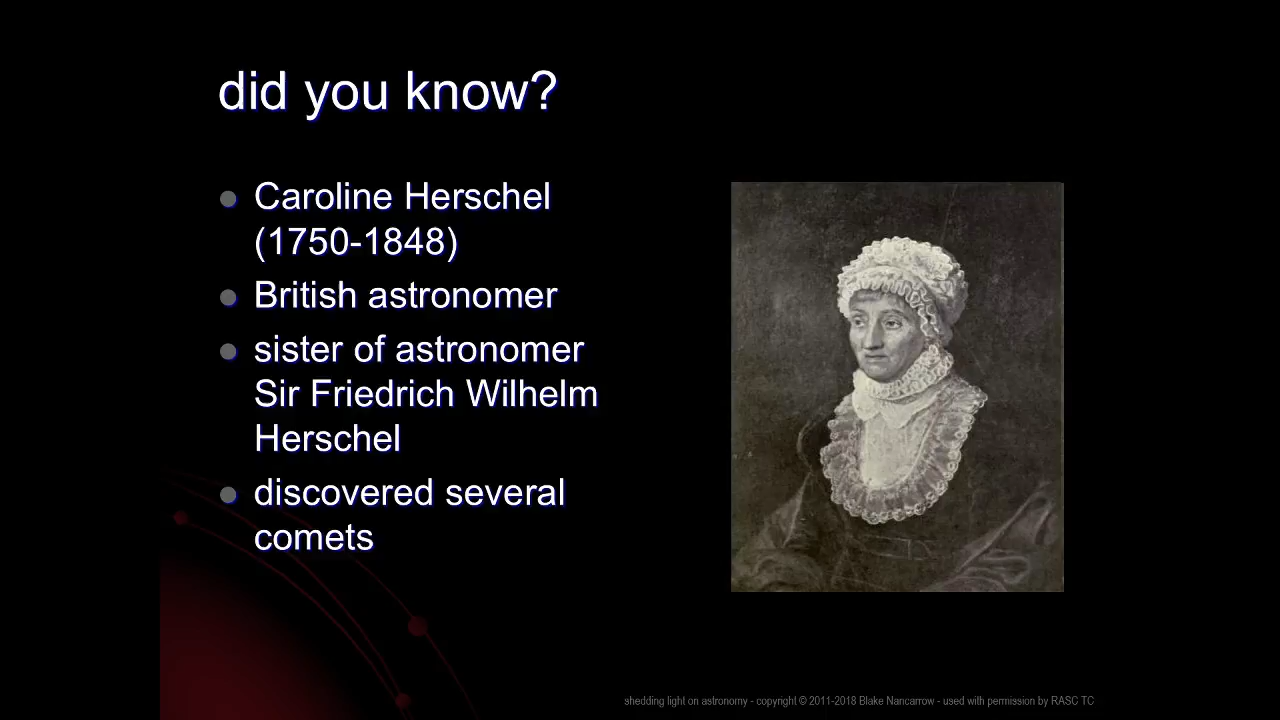 did you know?
Caroline Herschel
(1750-1848)
British astronomer
sister of astronomer
Sir Friedrich Wilhelm
Herschel
discovered several
comets
shedding light on astronomy - copyright © 2011-2018 Blake Nancarrow - used with permission by RASC TC